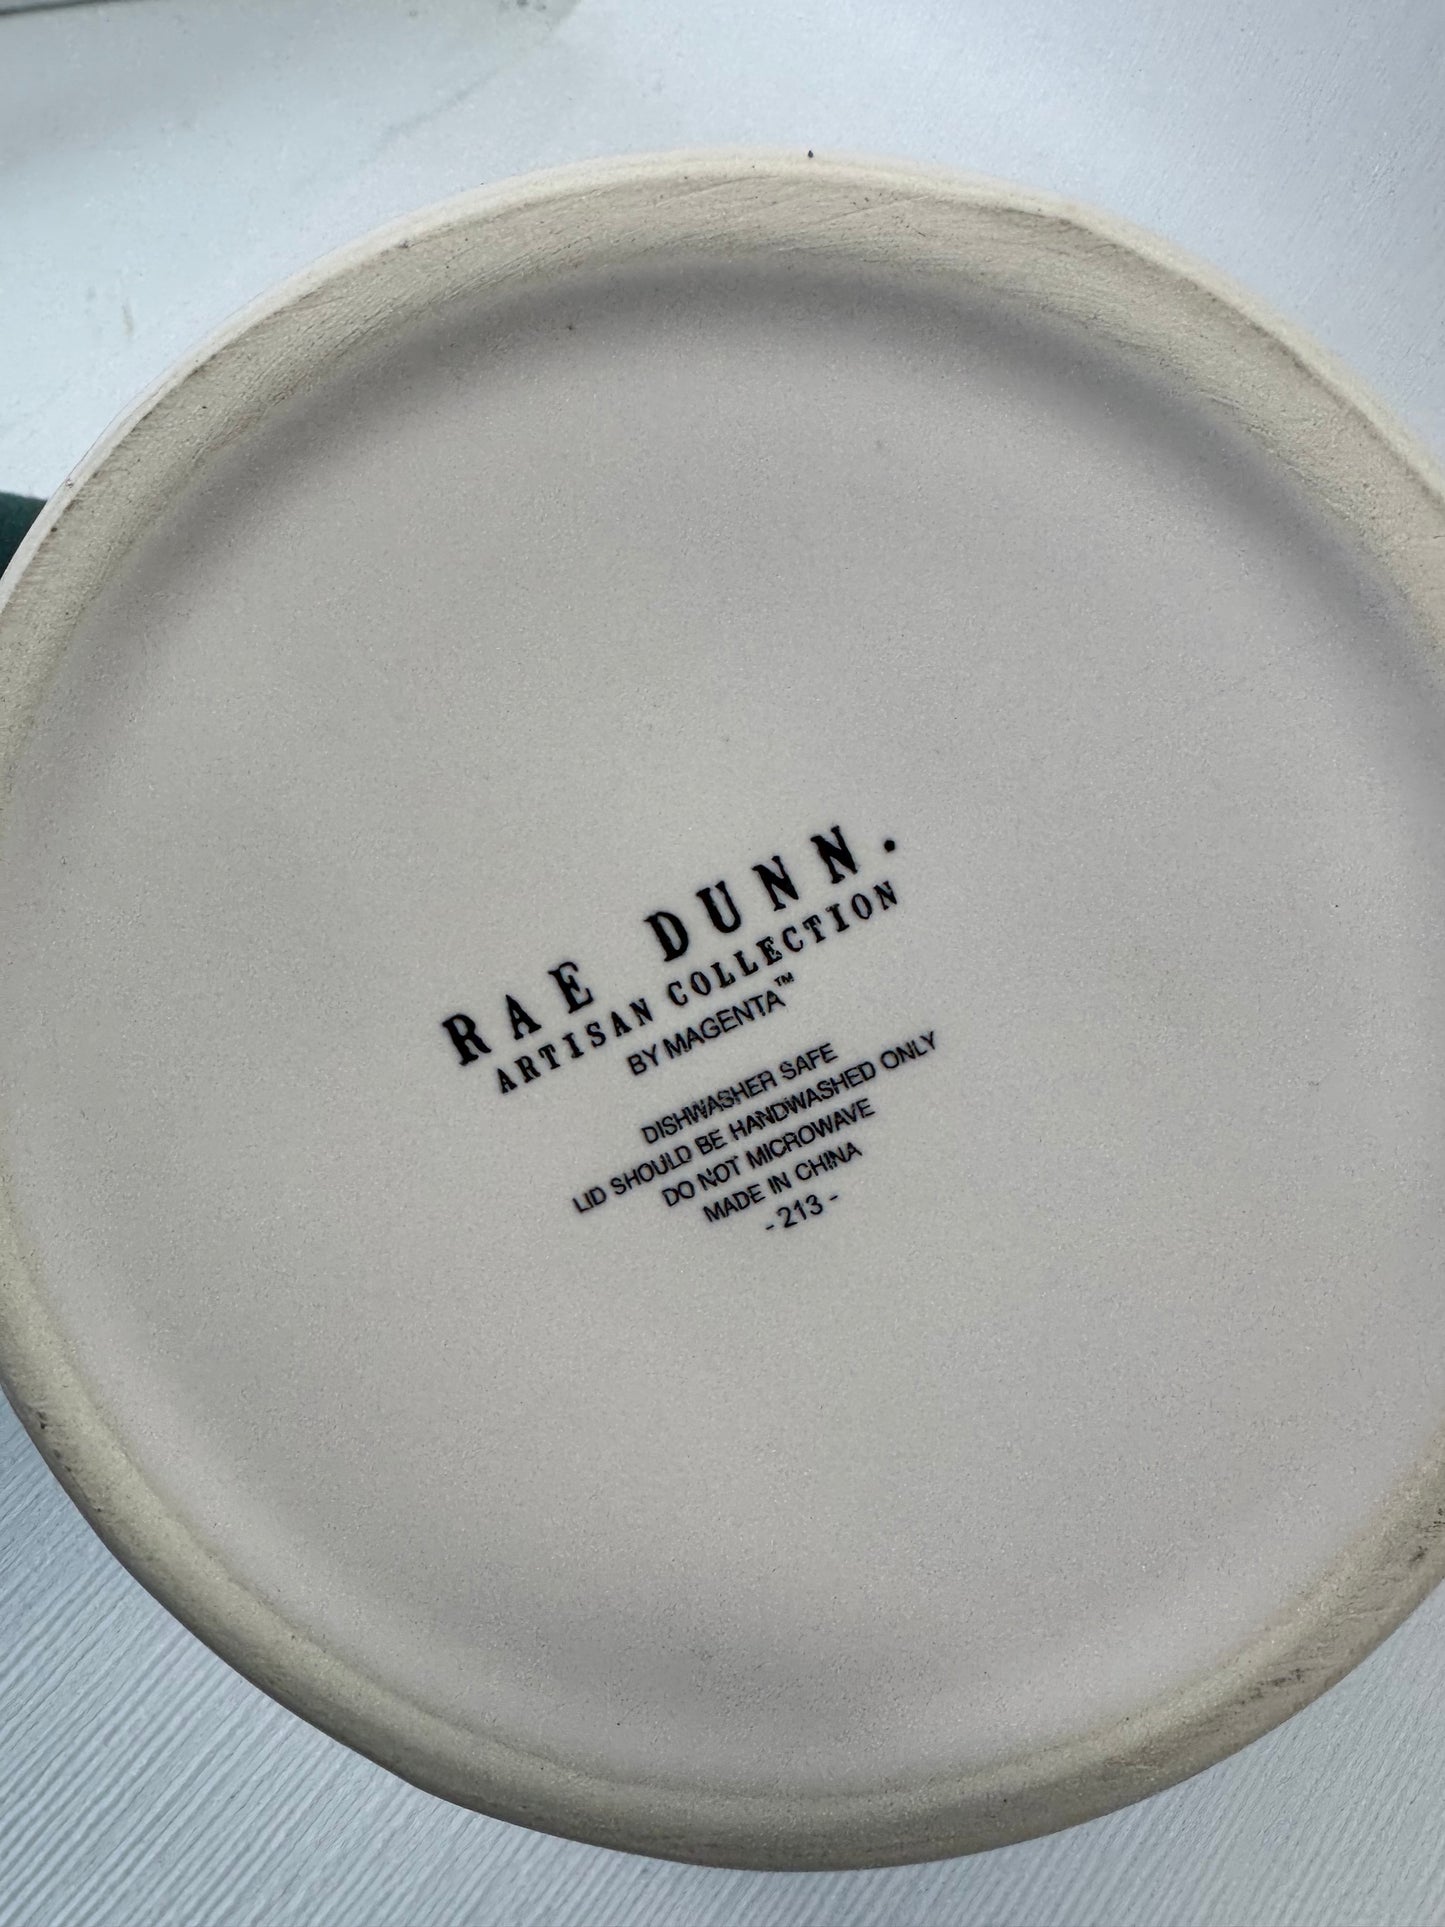 RAE DUNN.
ARTISAN COLLECTION
BY MAGENTA™
DISHWASHER SAFE
LID SHOULD BE HANDWASHED ONLY
DO NOT MICROWAVE
MADE IN CHINA
- 213 -